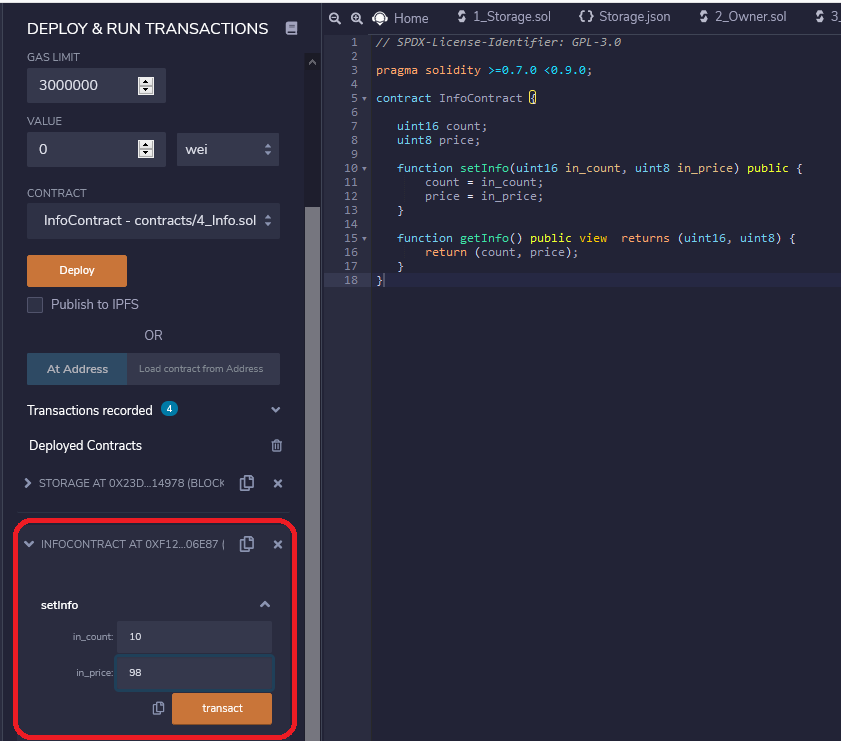 DEPLOY & RUN TRANSACTIONS
GAS LIMIT
3000000
VALUE
0 wei
CONTRACT
InfoContract - contracts/4_Info.sol
Deploy
Publish to IPFS
OR
At Address Load contract from Address
Transactions recorded 4
Deployed Contracts
STORAGE AT 0X23D...14978 (BLOCK
INFOCONTRACT AT 0XF12...06E87 (
setInfo
in_count: 10
in_price: 98
transact
Home 1_Storage.sol Storage.json 2_Owner.sol 3_
1 // SPDX-License-Identifier: GPL-3.0
2
3 pragma solidity >=0.7.0 <0.9.0;
4
5 contract InfoContract {
6
7 uint16 count;
8 uint8 price;
9
10 function setInfo(uint16 in_count, uint8 in_price) public {
11 count = in_count;
12 price = in_price;
13 }
14
15 function getInfo() public view  returns (uint16, uint8) {
16 return (count, price);
17 }
18 }